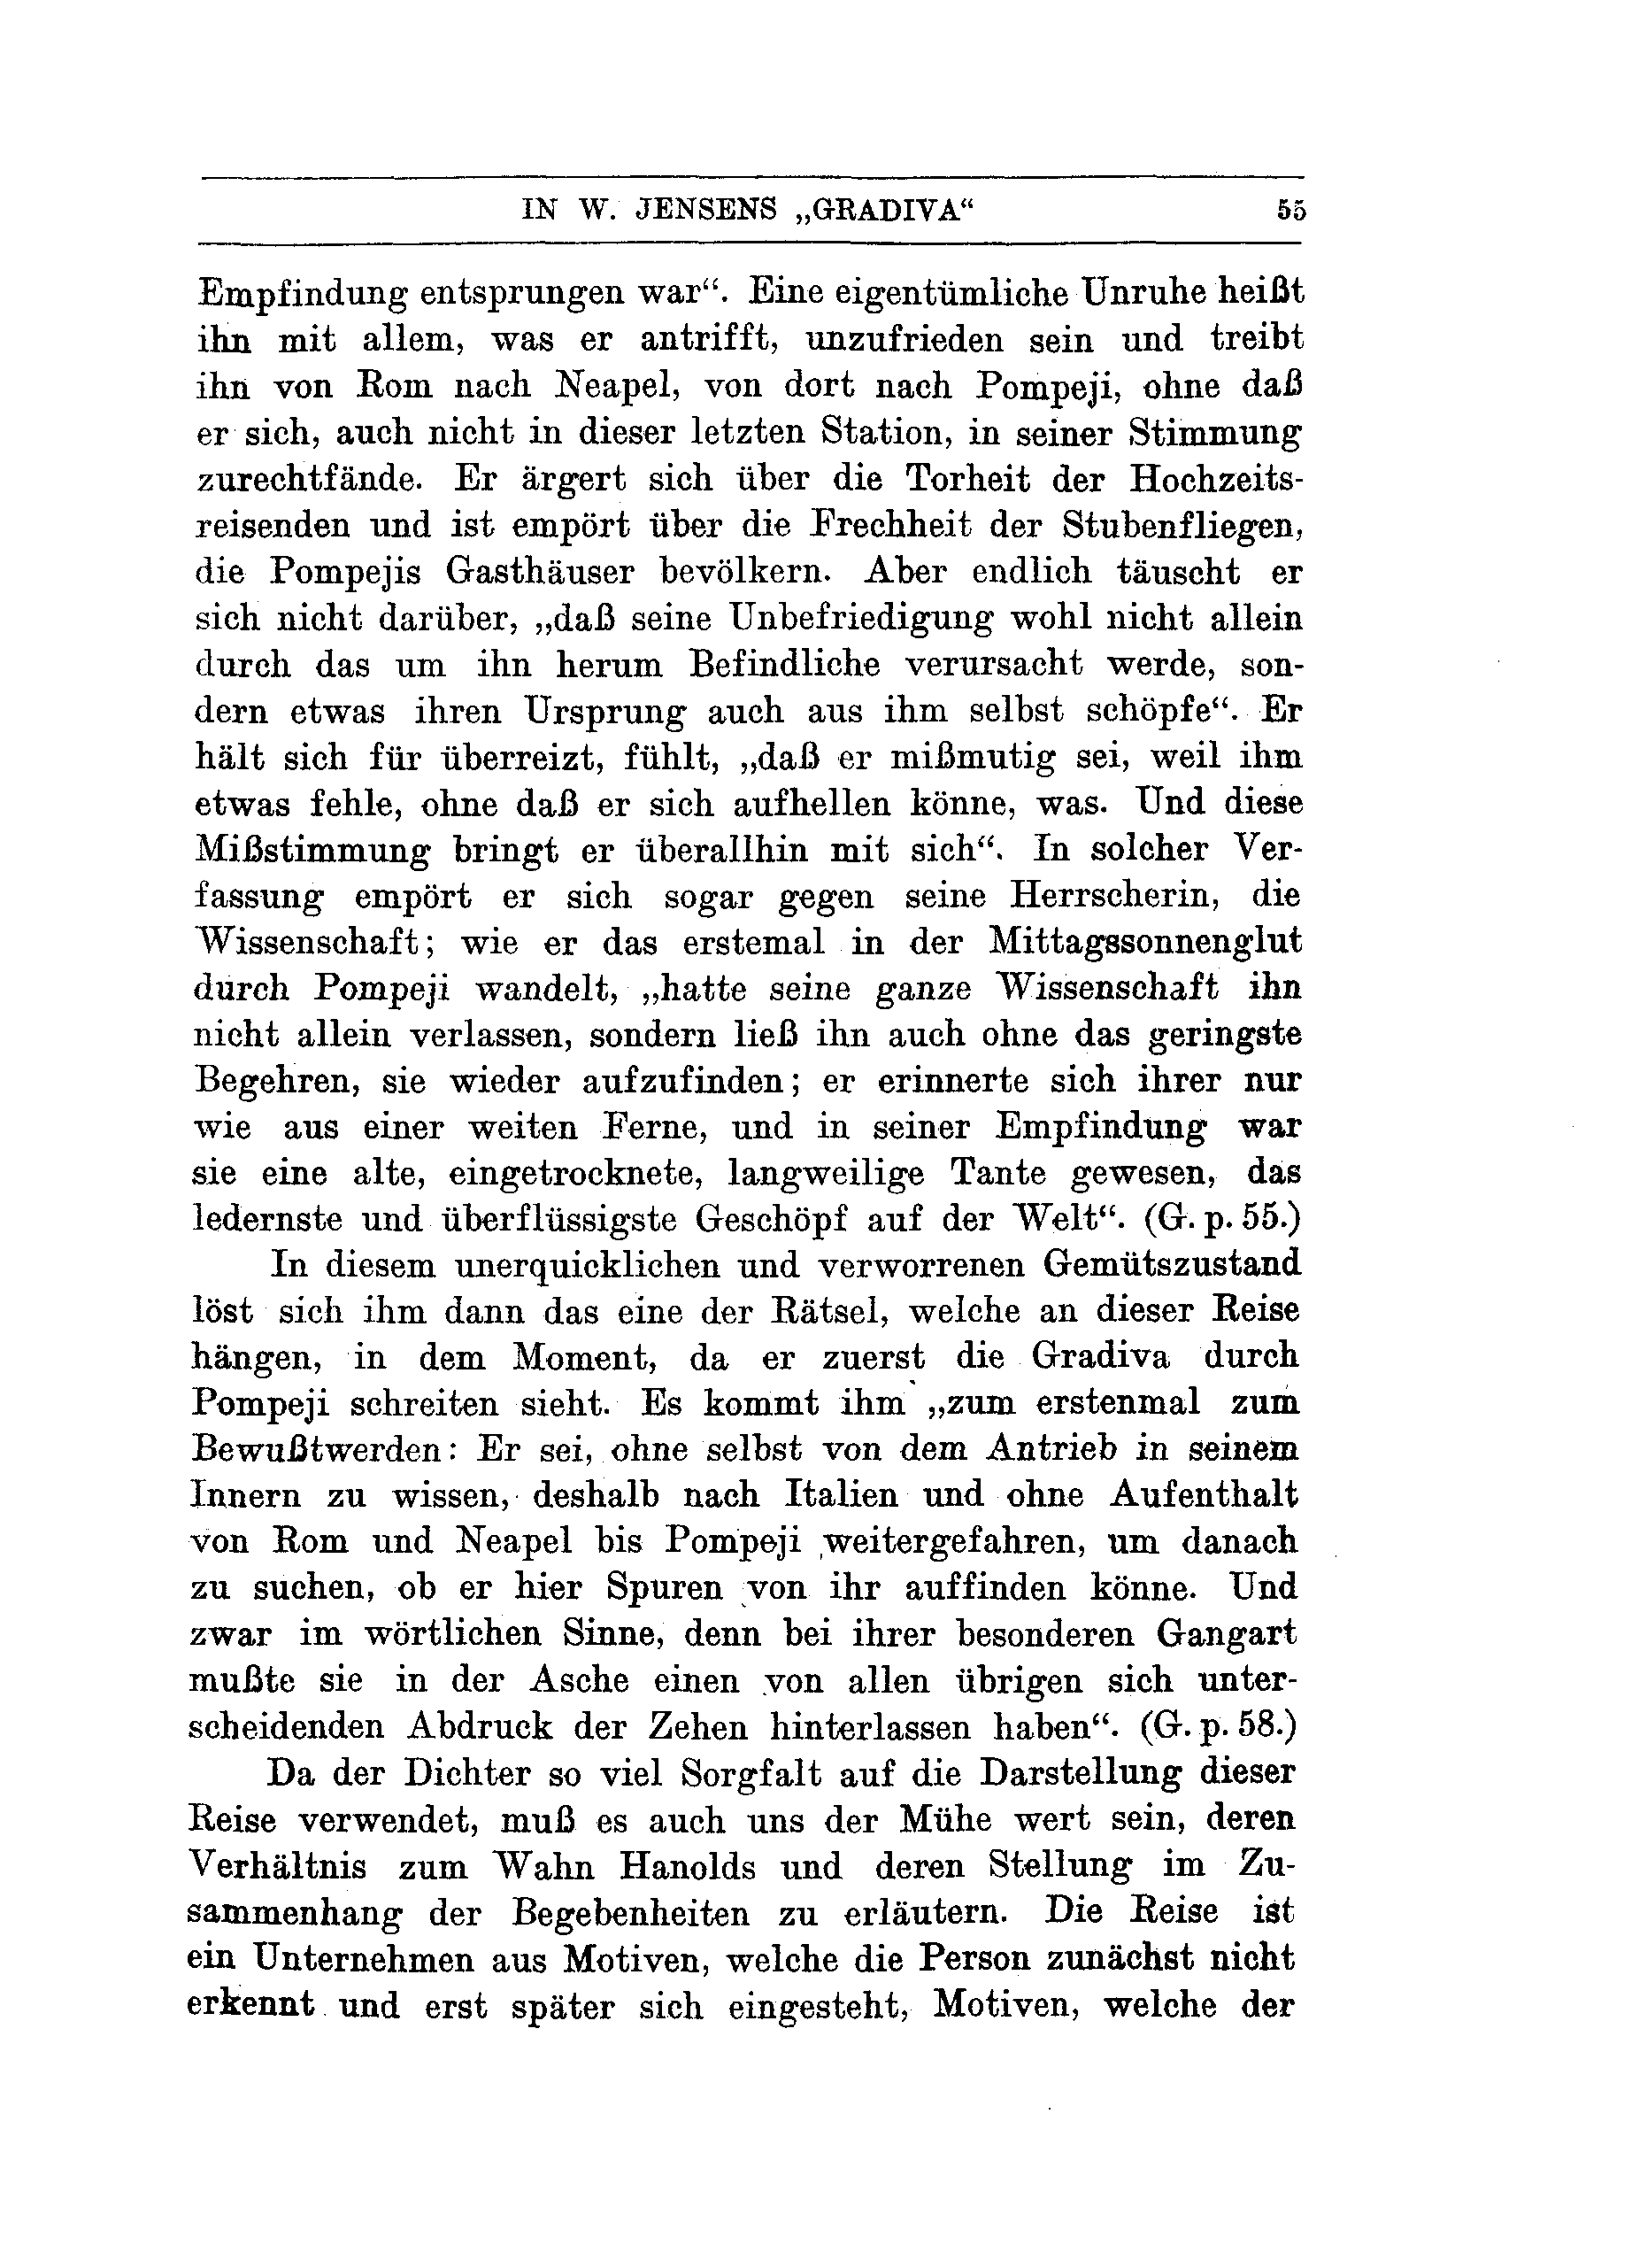 IN W. JENSENS „GRADIVA“ 55
Empfindung entsprungen war“. Eine eigentümliche Unruhe heißt
ihn mit allem, was er antrifft, unzufrieden sein und treibt
ihn von Rom nach Neapel, von dort nach Pompeji, ohne daß
er sich, auch nicht in dieser letzten Station, in seiner Stimmung
zurechtfände. Er ärgert sich über die Torheit der Hochzeits-
reisenden und ist empört über die Frechheit der Stubenfliegen,
die Pompejis Gasthäuser bevölkern. Aber endlich täuscht er
sich nicht darüber, „daß seine Unbefriedigung wohl nicht allein
durch das um ihn herum Befindliche verursacht werde, son-
dern etwas ihren Ursprung auch aus ihm selbst schöpfe“. Er
hält sich für überreizt, fühlt, „daß er mißmutig sei, weil ihm
etwas fehle, ohne daß er sich aufhellen könne, was. Und diese
Mißstimmung bringt er überallhin mit sich“. In solcher Ver-
fassung empört er sich sogar gegen seine Herrscherin, die
Wissenschaft; wie er das erstemal in der Mittagssonnenglut
durch Pompeji wandelt, „hatte seine ganze Wissenschaft ihn
nicht allein verlassen, sondern ließ ihn auch ohne das geringste
Begehren, sie wieder aufzufinden; er erinnerte sich ihrer nur
wie aus einer weiten Ferne, und in seiner Empfindung war
sie eine alte, eingetrocknete, langweilige Tante gewesen, das
ledernste und überflüssigste Geschöpf auf der Welt“. (G. p. 55.)
In diesem unerquicklichen und verworrenen Gemütszustand
löst sich ihm dann das eine der Rätsel, welche an dieser Reise
hängen, in dem Moment, da er zuerst die Gradiva durch
Pompeji schreiten sieht. Es kommt ihm „zum erstenmal zum
Bewußtwerden: Er sei, ohne selbst von dem Antrieb in seinem
Innern zu wissen, deshalb nach Italien und ohne Aufenthalt
von Rom und Neapel bis Pompeji weitergefahren, um danach
zu suchen, ob er hier Spuren von ihr auffinden könne. Und
zwar im wörtlichen Sinne, denn bei ihrer besonderen Gangart
mußte sie in der Asche einen von allen übrigen sich unter-
scheidenden Abdruck der Zehen hinterlassen haben“. (G. p. 58.)
Da der Dichter so viel Sorgfalt auf die Darstellung dieser
Reise verwendet, muß es auch uns der Mühe wert sein, deren
Verhältnis zum Wahn Hanolds und deren Stellung im Zu-
sammenhang der Begebenheiten zu erläutern. Die Reise ist
ein Unternehmen aus Motiven, welche die Person zunächst nicht
erkennt und erst später sich eingesteht, Motiven, welche der